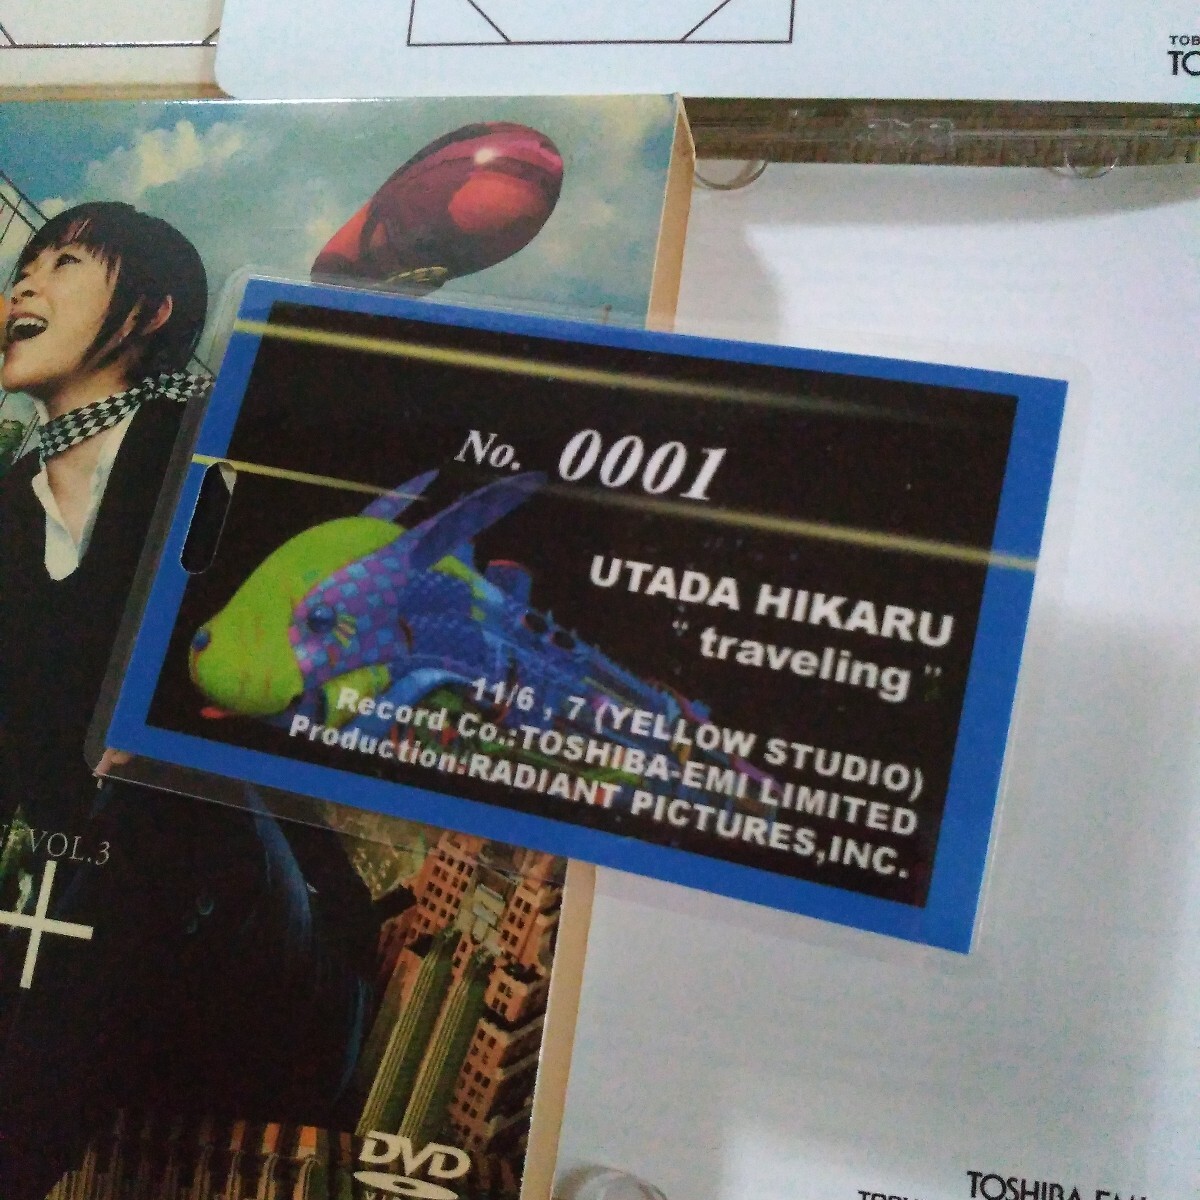 No. 0001
UTADA HIKARU
" traveling "
11/6 , 7 (YELLOW STUDIO)
Record Co.:TOSHIBA-EMI LIMITED
Production:RADIANT PICTURES,INC.
VOL.3
DVD
TOSHIBA